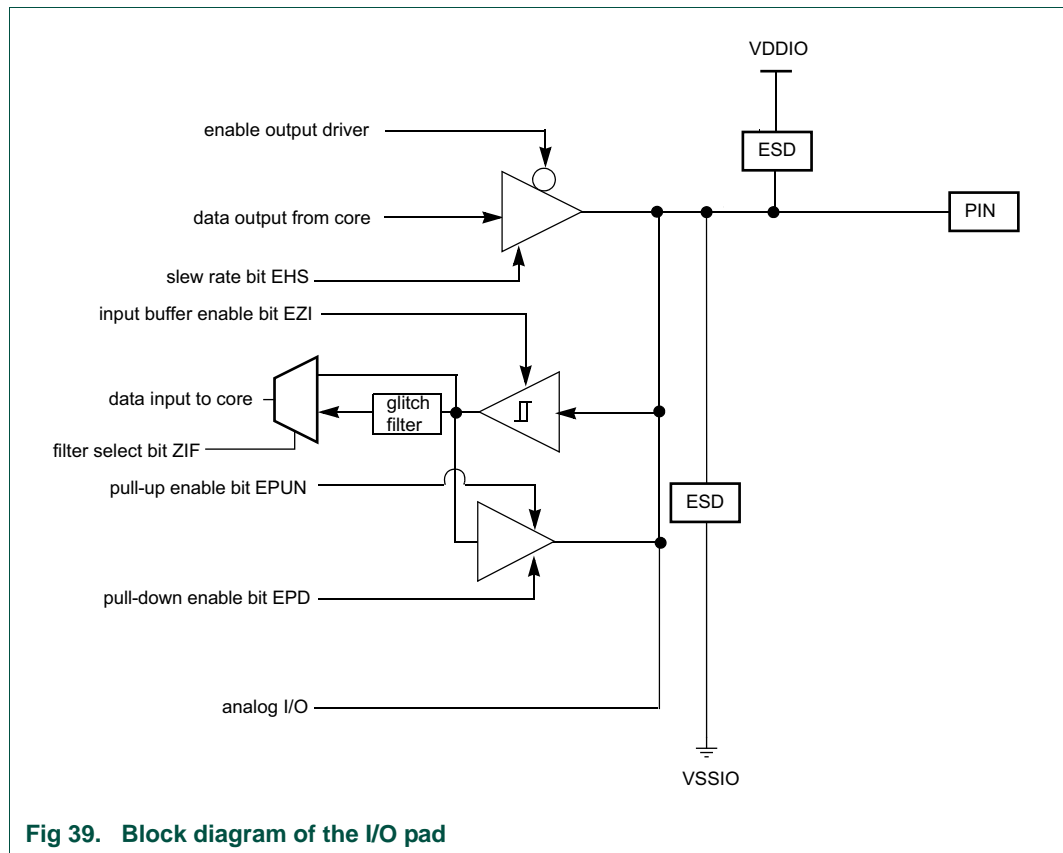 VDDIO
enable output driver
ESD
data output from core
PIN
slew rate bit EHS
input buffer enable bit EZI
data input to core
glitch
filter
filter select bit ZIF
pull-up enable bit EPUN
ESD
pull-down enable bit EPD
analog I/O
VSSIO
Fig 39. Block diagram of the I/O pad